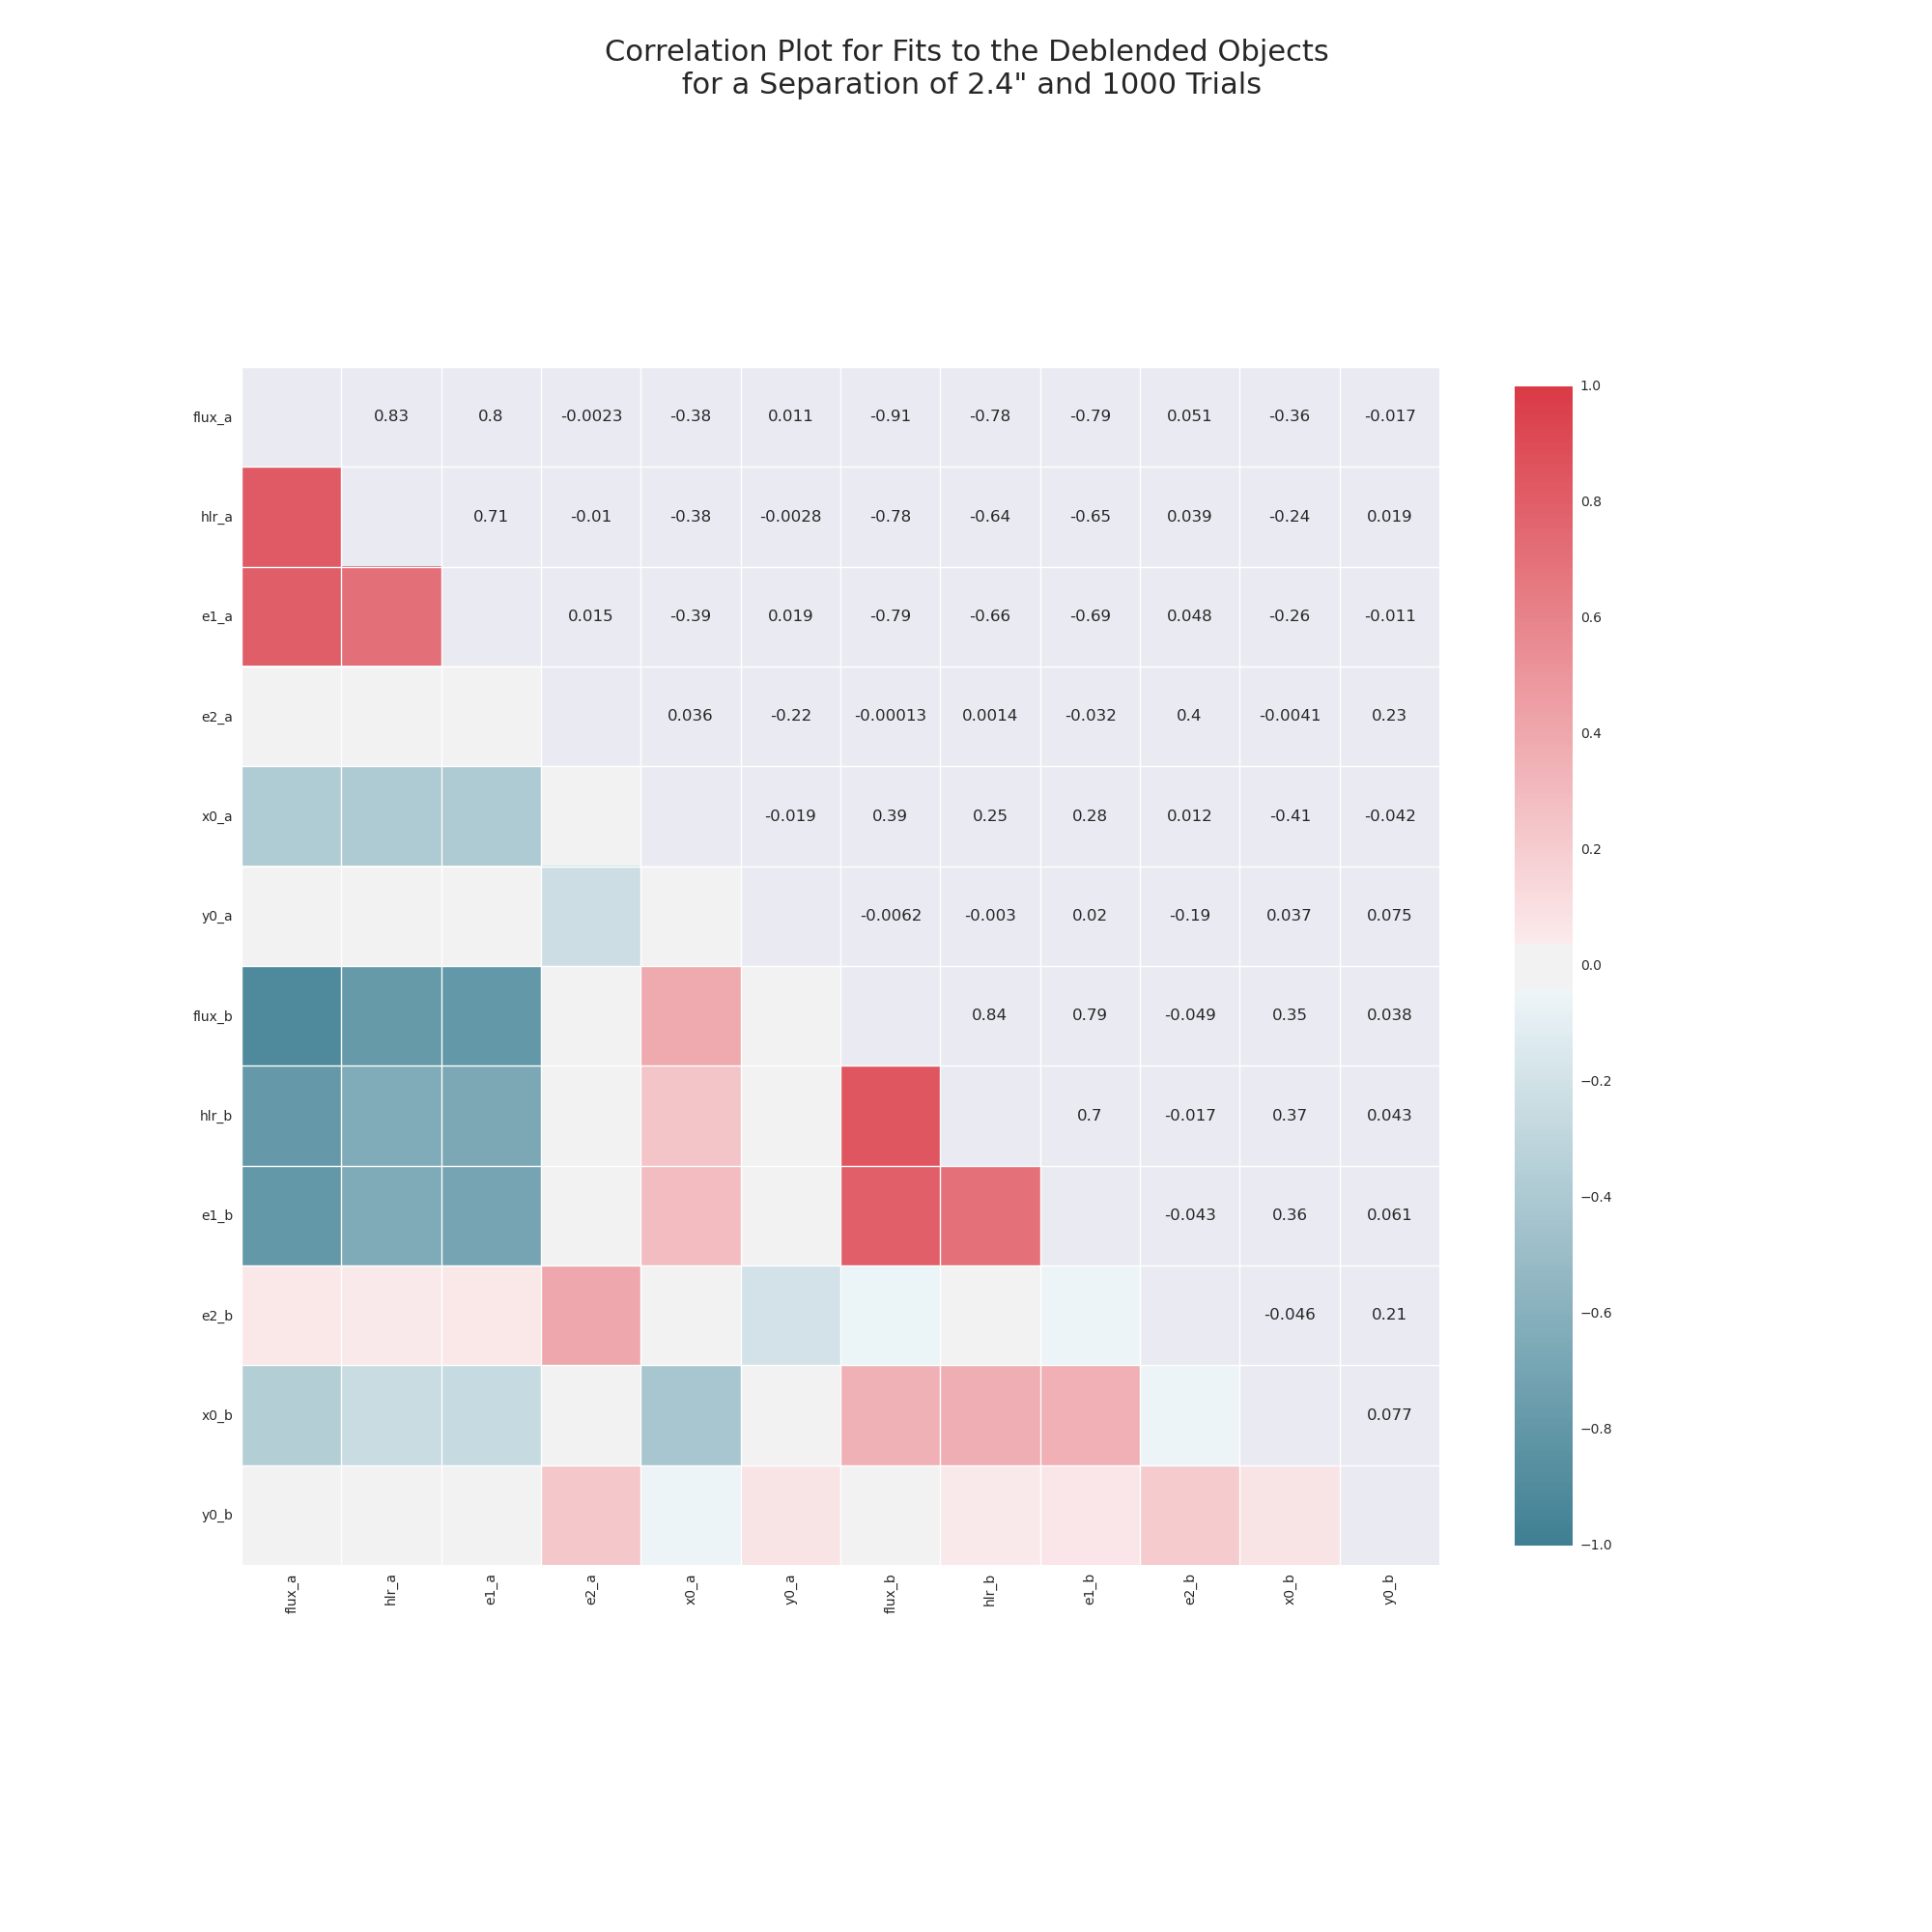 Correlation Plot for Fits to the Deblended Objects
for a Separation of 2.4" and 1000 Trials
1.0
flux_a 0.83 0.8 -0.0023 -0.38 0.011 -0.91 -0.78 -0.79 0.051 -0.36 -0.017
0.8
hlr_a 0.71 -0.01 -0.38 -0.0028 -0.78 -0.64 -0.65 0.039 -0.24 0.019
e1_a 0.015 -0.39 0.019 -0.79 -0.66 -0.69 0.048 -0.26 -0.011
0.6
e2_a 0.036 -0.22 -0.00013 0.0014 -0.032 0.4 -0.0041 0.23
0.4
x0_a -0.019 0.39 0.25 0.28 0.012 -0.41 -0.042
0.2
y0_a -0.0062 -0.003 0.02 -0.19 0.037 0.075
0.0
flux_b 0.84 0.79 -0.049 0.35 0.038
−0.2
hlr_b 0.7 -0.017 0.37 0.043
−0.4
e1_b -0.043 0.36 0.061
−0.6
e2_b -0.046 0.21
x0_b 0.077
−0.8
y0_b
−1.0
flux_a hlr_a e1_a e2_a x0_a y0_a flux_b hlr_b e1_b e2_b x0_b y0_b